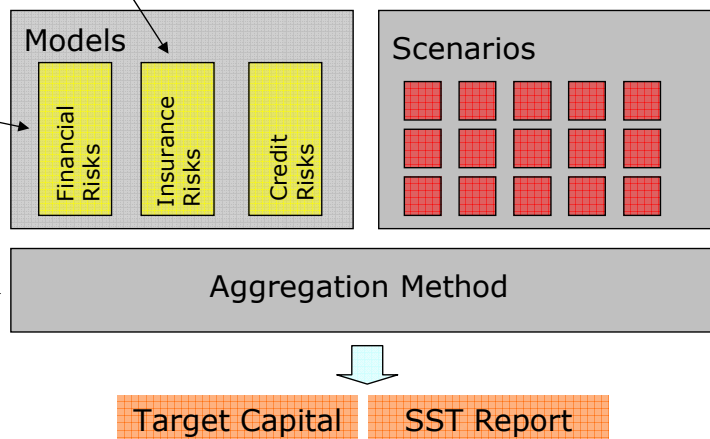 Models
Scenarios
Financial
Risks
Insurance
Risks
Credit
Risks
Aggregation Method
Target Capital
SST Report